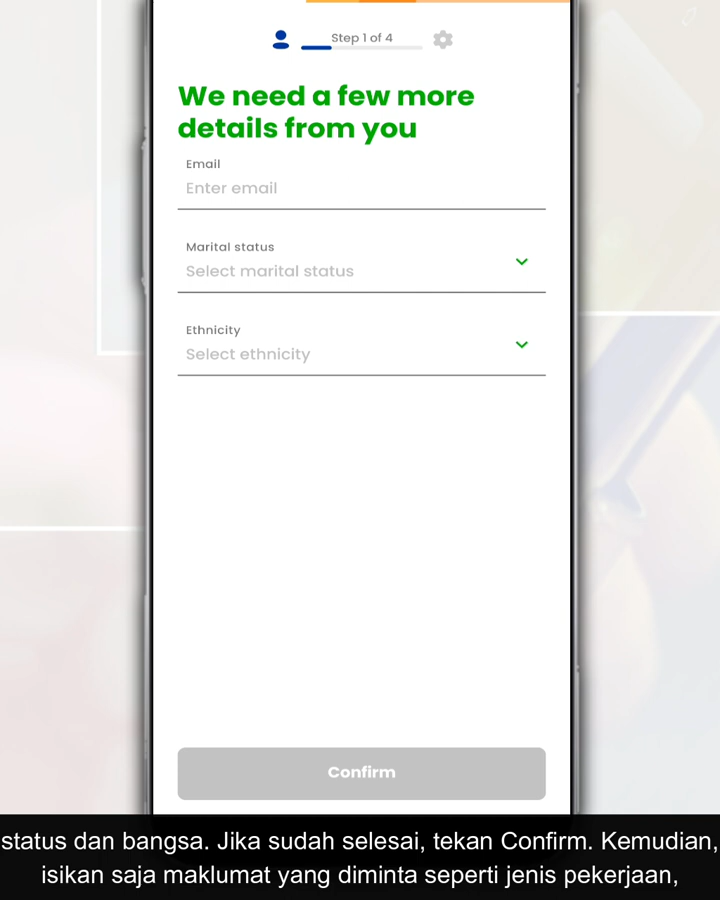 Step 1 of 4
We need a few more
details from you
Email
Enter email
Marital status
Select marital status
Ethnicity
Select ethnicity
Confirm
status dan bangsa. Jika sudah selesai, tekan Confirm. Kemudian,
isikan saja maklumat yang diminta seperti jenis pekerjaan,